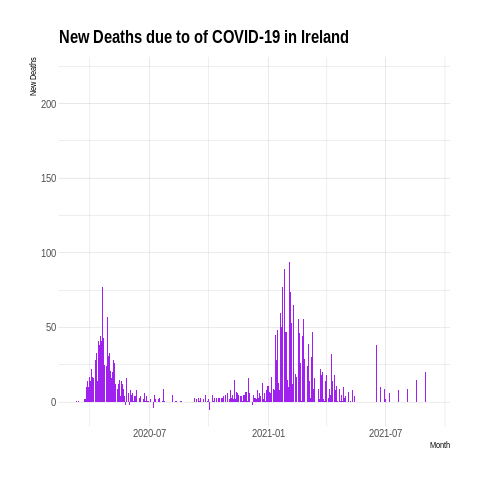 New Deaths due to of COVID-19 in Ireland
New Deaths
200
150
100
50
0
2020-07
2021-01
2021-07
Month